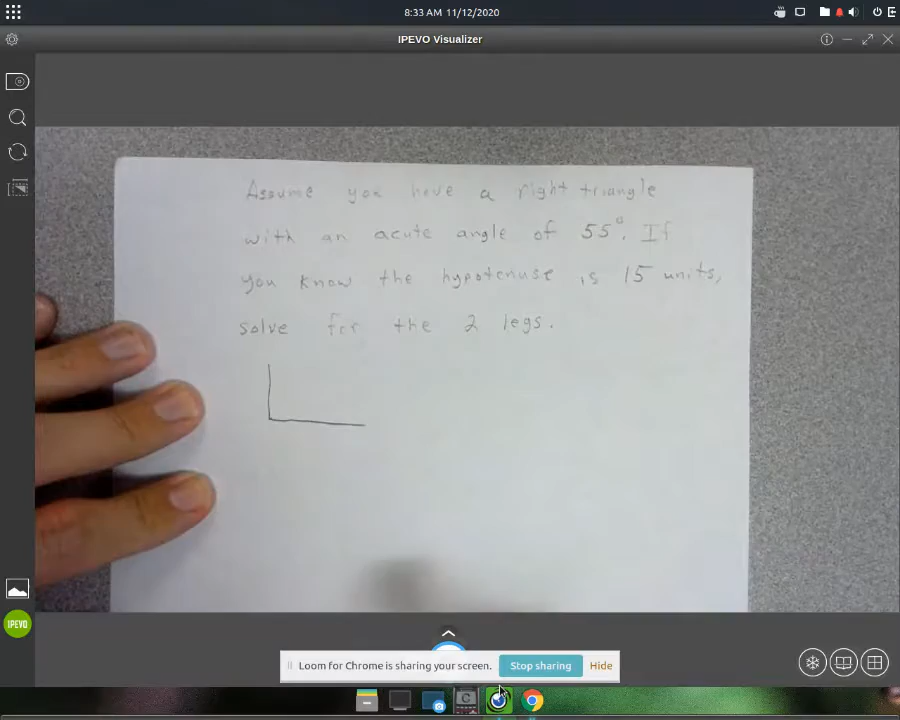 8:33 AM 11/12/2020
IPEVO Visualizer
Assume you have a right triangle
with an acute angle of 55°. If
you know the hypotenuse is 15 units,
solve for the 2 legs.
IPEVO
Loom for Chrome is sharing your screen.
Stop sharing
Hide